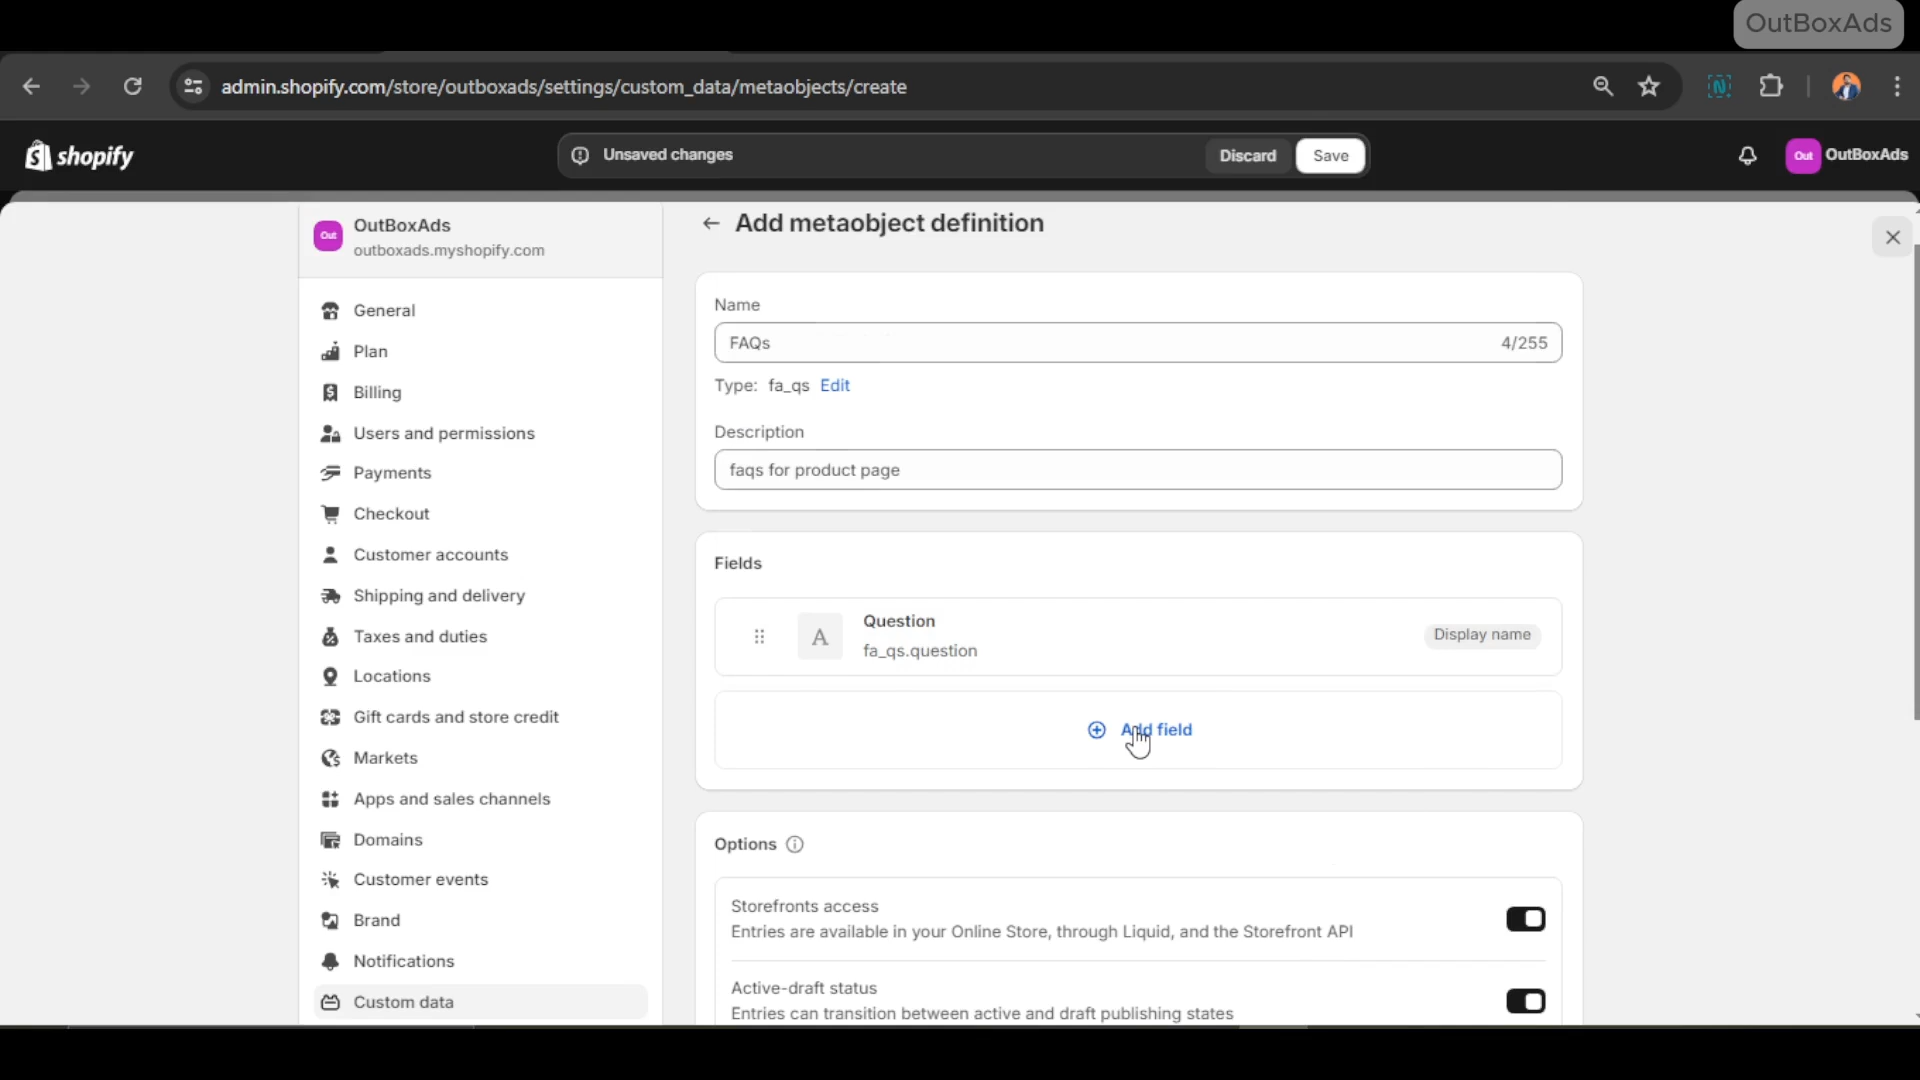 OutBoxAds
admin.shopify.com/store/outboxads/settings/custom_data/metaobjects/create
shopify
Unsaved changes
Discard
Save
Out
OutBoxAds
Out
OutBoxAds
outboxads.myshopify.com
General
Plan
Billing
Users and permissions
Payments
Checkout
Customer accounts
Shipping and delivery
Taxes and duties
Locations
Gift cards and store credit
Markets
Apps and sales channels
Domains
Customer events
Brand
Notifications
Custom data
Add metaobject definition
Name
FAQs
4/255
Type: fa_qs Edit
Description
faqs for product page
Fields
A
Question
fa_qs.question
Display name
Add field
Options
Storefronts access
Entries are available in your Online Store, through Liquid, and the Storefront API
Active-draft status
Entries can transition between active and draft publishing states